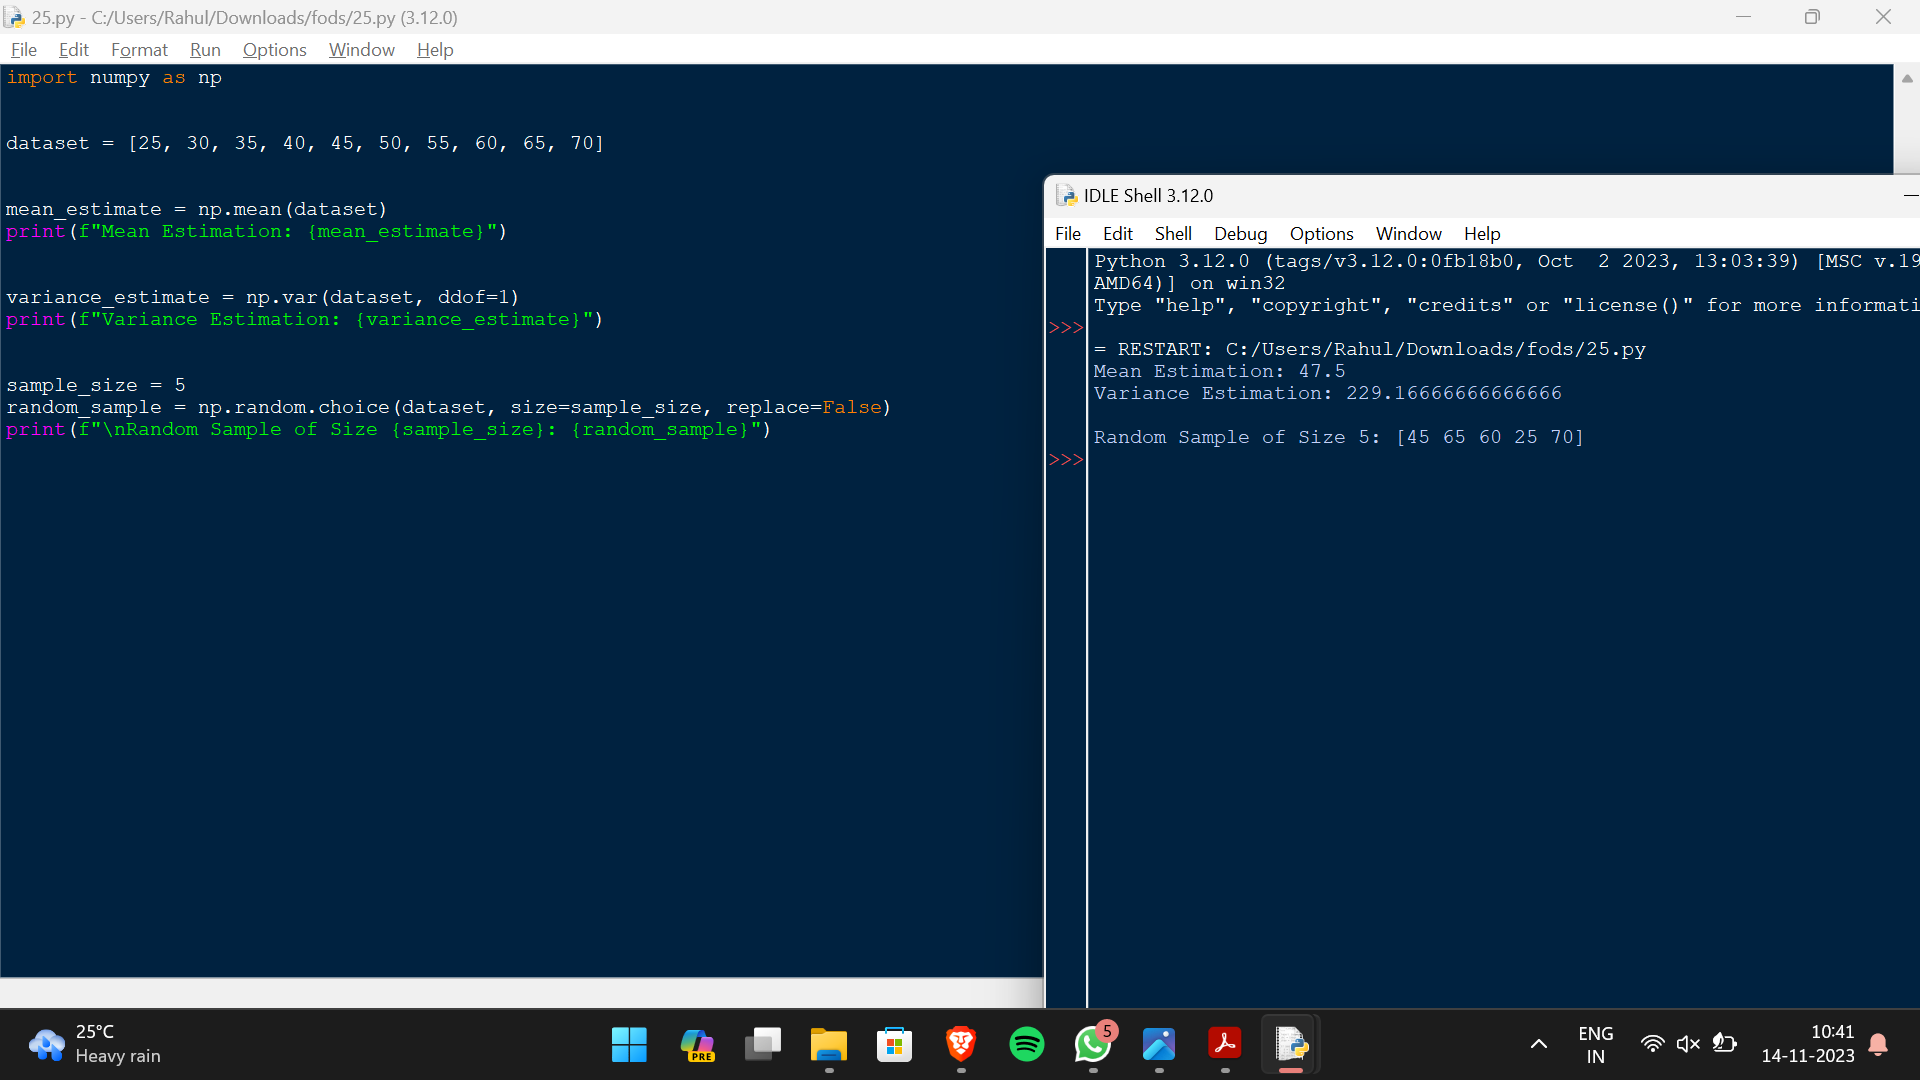 25.py - C:/Users/Rahul/Downloads/fods/25.py (3.12.0)
File Edit Format Run Options Window Help
import numpy as np
dataset = [25, 30, 35, 40, 45, 50, 55, 60, 65, 70]
mean_estimate = np.mean(dataset)
print(f"Mean Estimation: {mean_estimate}")
variance_estimate = np.var(dataset, ddof=1)
print(f"Variance Estimation: {variance_estimate}")
sample_size = 5
random_sample = np.random.choice(dataset, size=sample_size, replace=False)
print(f"\nRandom Sample of Size {sample_size}: {random_sample}")
IDLE Shell 3.12.0
File Edit Shell Debug Options Window Help
Python 3.12.0 (tags/v3.12.0:0fb18b0, Oct  2 2023, 13:03:39) [MSC v.19
AMD64)] on win32
Type "help", "copyright", "credits" or "license()" for more informati
>>>
= RESTART: C:/Users/Rahul/Downloads/fods/25.py
Mean Estimation: 47.5
Variance Estimation: 229.16666666666666
Random Sample of Size 5: [45 65 60 25 70]
>>>
25°C
Heavy rain
PRE
5
ENG
IN
10:41
14-11-2023